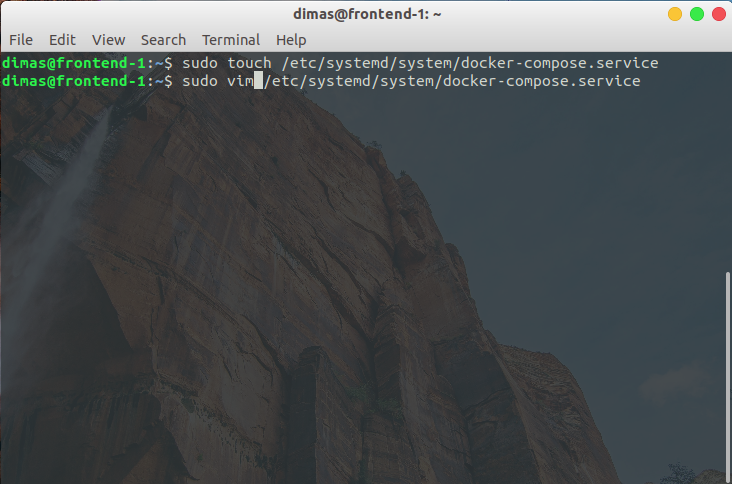 dimas@frontend-1: ~
File Edit View Search Terminal Help
dimas@frontend-1:~$ sudo touch /etc/systemd/system/docker-compose.service
dimas@frontend-1:~$ sudo vim /etc/systemd/system/docker-compose.service